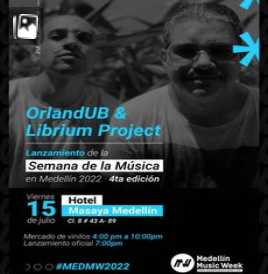 OrlandUB &
Librium Project
Lanzamiento de la
Semana de la Música
en Medellín 2022 · 4ta edición
Viernes
15
de julio
Hotel
Masaya Medellín
Cl. 8 # 43 A- 89
Mercado de vinilos 4:00 pm a 10:00pm
Lanzamiento oficial 7:00pm
#MEDMW2022
Medellín
Music Week